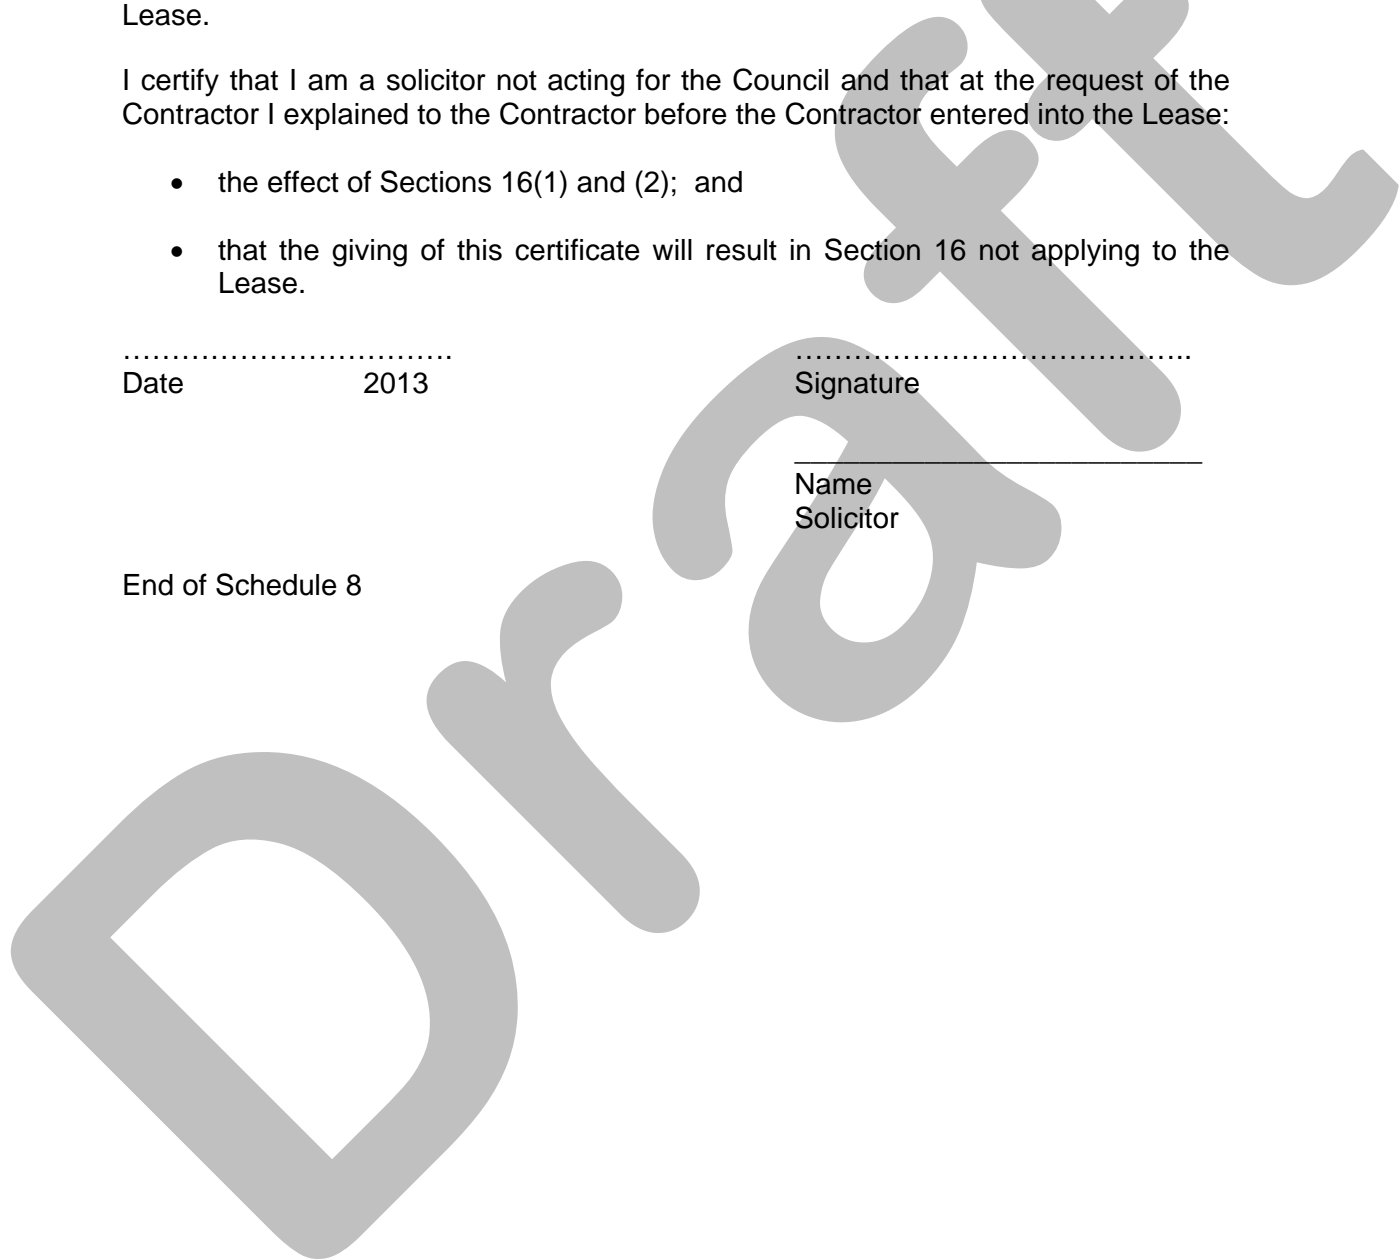 Lease.
I certify that I am a solicitor not acting for the Council and that at the request of the
Contractor I explained to the Contractor before the Contractor entered into the Lease:
• the effect of Sections 16(1) and (2);  and
• that the giving of this certificate will result in Section 16 not applying to the
Lease.
……………………………. …………………………………..
Date 2013 Signature
_________________________
Name
Solicitor
End of Schedule 8
Draft